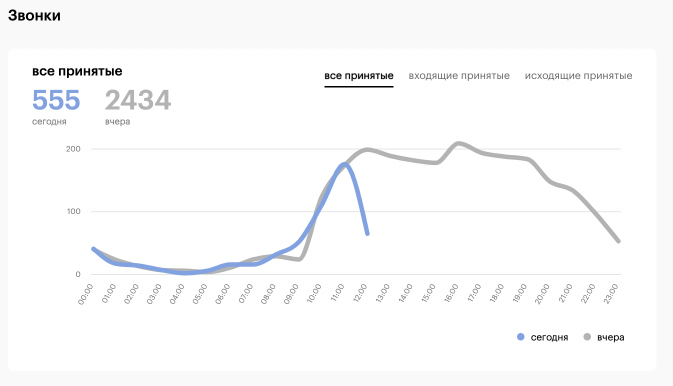 Звонки
все принятые
все принятые входящие принятые исходящие принятые
555 2434
сегодня вчера
200
100
0
00:00 01:00 02:00 03:00 04:00 05:00 06:00 07:00 08:00 09:00 10:00 11:00 12:00 13:00 14:00 15:00 16:00 17:00 18:00 19:00 20:00 21:00 22:00 23:00
сегодня вчера